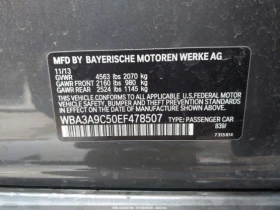 MFD BY BAYERISCHE MOTOREN WERKE AG
11/13
GVWR 4563 lbs 2070 kg
GAWR FRONT 2160 lbs 980 kg
GAWR REAR 2524 lbs 1145 kg
THIS VEHICLE CONFORMS TO ALL
APPLICABLE U.S. FEDERAL MOTOR
VEHICLE SAFETY, BUMPER, AND
THEFT PREVENTION STANDARDS IN
EFFECT ON THE DATE OF
MANUFACTURE SHOWN ABOVE.
WBA3A9C50EF478507 TYPE: PASSENGER CAR